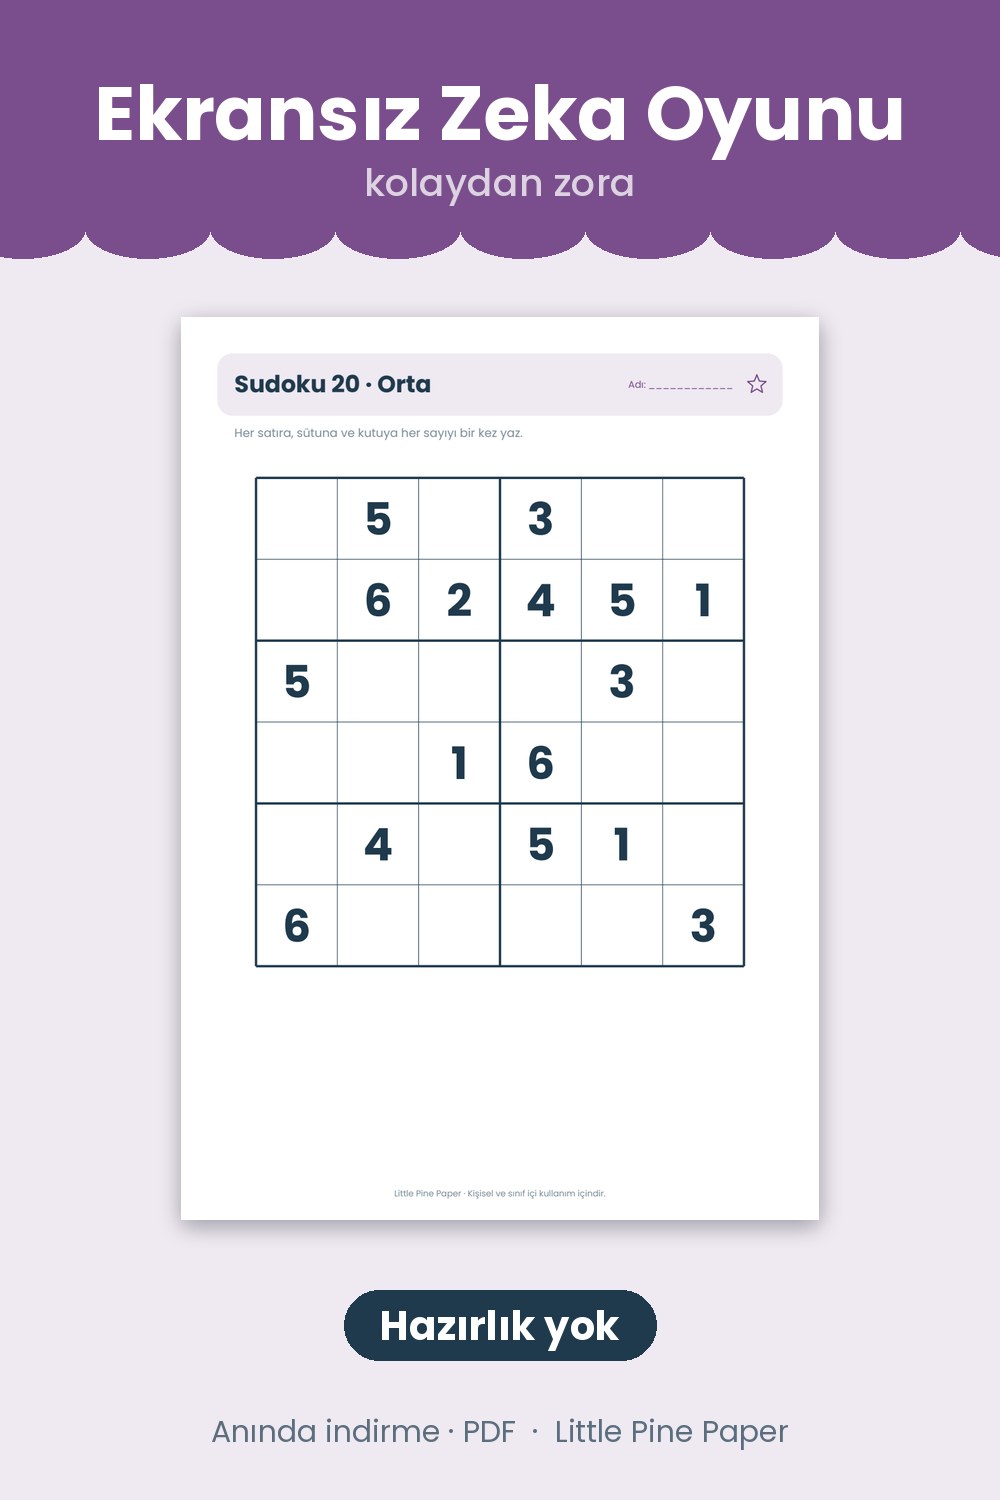 Ekransız Zeka Oyunu
kolaydan zora
Sudoku 20 · Orta
Adı: ____________
Her satıra, sütuna ve kutuya her sayıyı bir kez yaz.
5 3
6 2 4 5 1
5 3
1 6
4 5 1
6 3
Little Pine Paper · Kişisel ve sınıf içi kullanım içindir.
Hazırlık yok
Anında indirme · PDF · Little Pine Paper